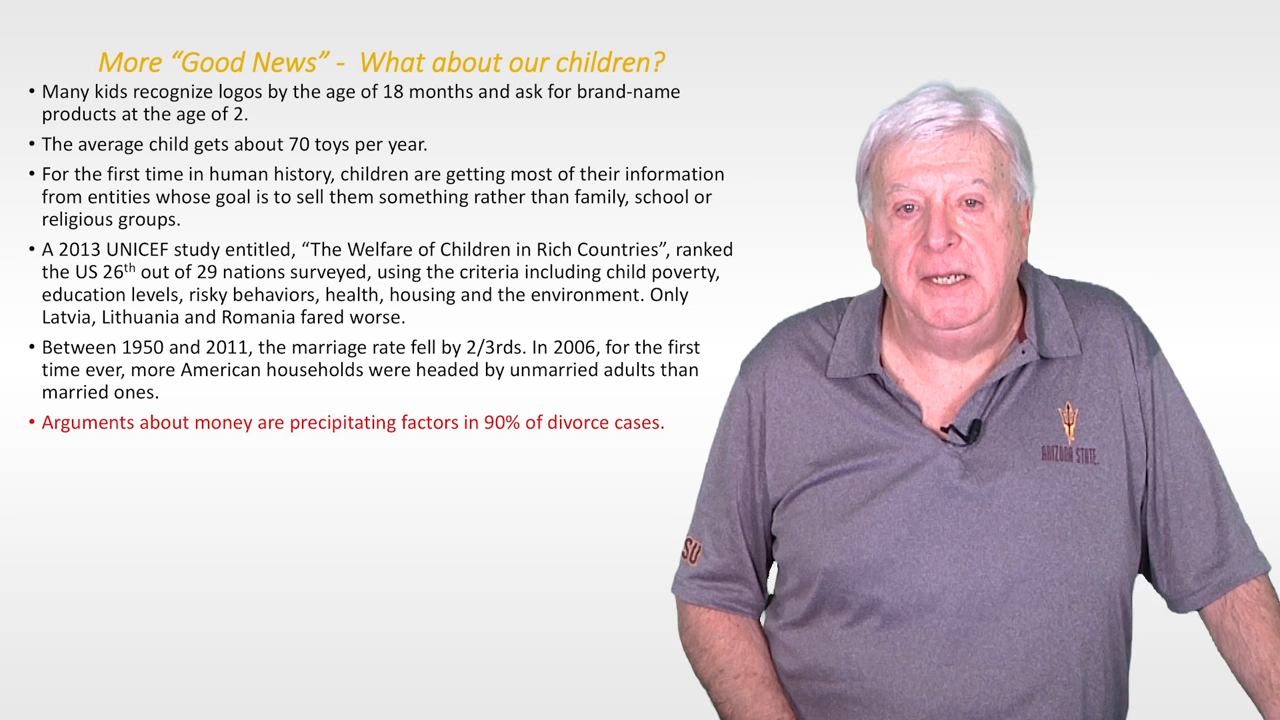 More “Good News” - What about our children?
• Many kids recognize logos by the age of 18 months and ask for brand-name
products at the age of 2.
• The average child gets about 70 toys per year.
• For the first time in human history, children are getting most of their information
from entities whose goal is to sell them something rather than family, school or
religious groups.
• A 2013 UNICEF study entitled, “The Welfare of Children in Rich Countries”, ranked
the US 26th out of 29 nations surveyed, using the criteria including child poverty,
education levels, risky behaviors, health, housing and the environment. Only
Latvia, Lithuania and Romania fared worse.
• Between 1950 and 2011, the marriage rate fell by 2/3rds. In 2006, for the first
time ever, more American households were headed by unmarried adults than
married ones.
• Arguments about money are precipitating factors in 90% of divorce cases.
ARIZONA STATE
SU